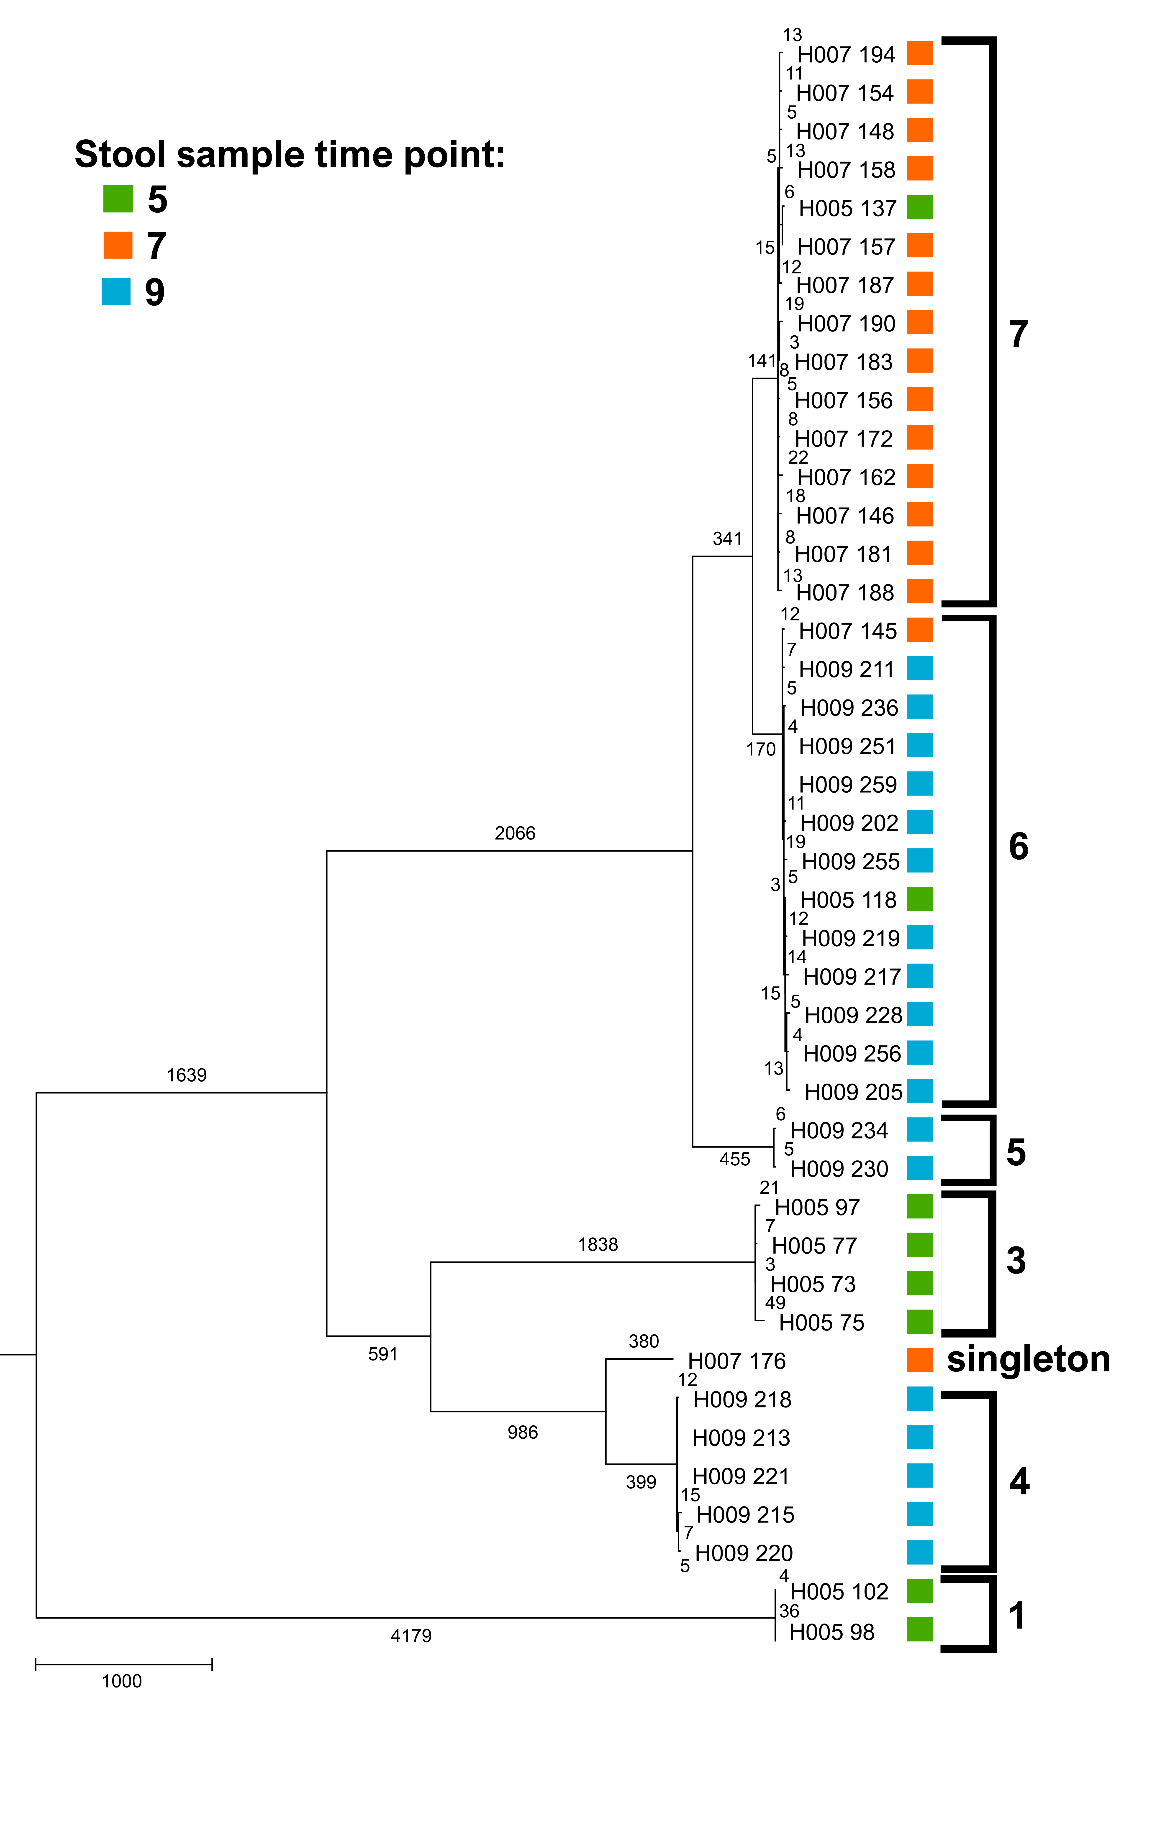 Stool sample time point:
5
7
9
13
H007 194
11
H007 154
5
H007 148
5
13
H007 158
6
H005 137
15
H007 157
12
H007 187
19
H007 190
3
141
H007 183
8
5
H007 156
8
H007 172
22
H007 162
18
H007 146
341
8
H007 181
13
H007 188
7
12
H007 145
7
H009 211
5
H009 236
4
170
H009 251
H009 259
11
H009 202
19
H009 255
3
5
H005 118
12
H009 219
14
H009 217
15
5
H009 228
4
H009 256
13
H009 205
6
2066
1639
6
H009 234
5
455
H009 230
5
21
H005 97
7
1838
H005 77
3
H005 73
49
H005 75
3
591
380
H007 176
singleton
12
H009 218
986
H009 213
399
H009 221
15
H009 215
7
H009 220
5
4
4
H005 102
36
H005 98
4179
1
1000